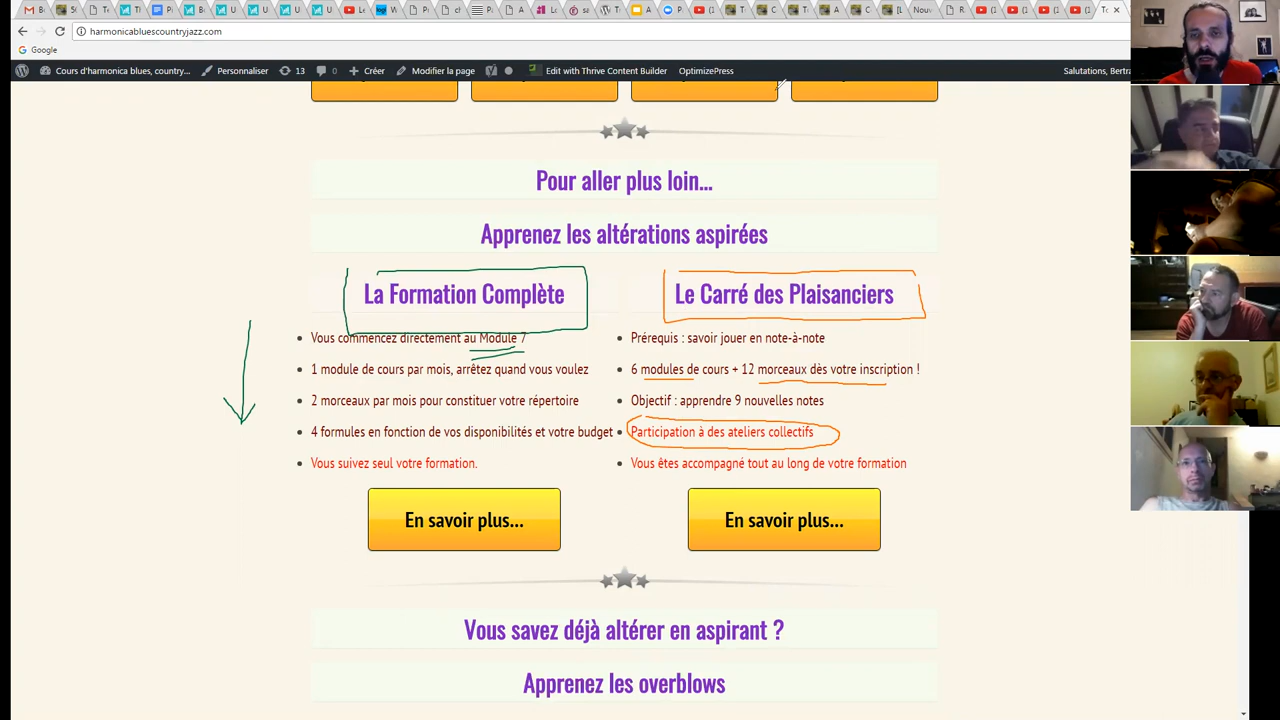 harmonicabluescountryjazz.com
Google
Cours d'harmonica blues, country...
Personnaliser
13
0
Créer
Modifier la page
Edit with Thrive Content Builder
OptimizePress
Salutations, Bertra
Pour aller plus loin...
Apprenez les altérations aspirées
La Formation Complète
Vous commencez directement au Module 7
1 module de cours par mois, arrêtez quand vous voulez
2 morceaux par mois pour constituer votre répertoire
4 formules en fonction de vos disponibilités et votre budget
Vous suivez seul votre formation.
En savoir plus...
Le Carré des Plaisanciers
Prérequis : savoir jouer en note-à-note
6 modules de cours + 12 morceaux dès votre inscription !
Objectif : apprendre 9 nouvelles notes
Participation à des ateliers collectifs
Vous êtes accompagné tout au long de votre formation
En savoir plus...
Vous savez déjà altérer en aspirant ?
Apprenez les overblows